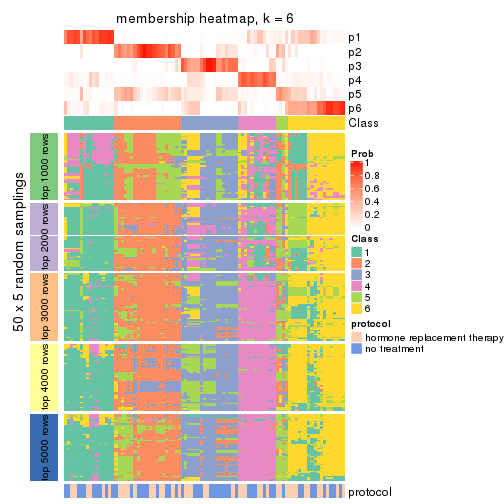 membership heatmap, k = 6
p1
p2
p3
p4
p5
p6
Class
50 x 5 random samplings
top 1000 rows
top 2000 rows
top 3000 rows
top 4000 rows
top 5000 rows
protocol
Prob
1
0.8
0.6
0.4
0.2
0
Class
1
2
3
4
5
6
protocol
hormone replacement therapy
no treatment